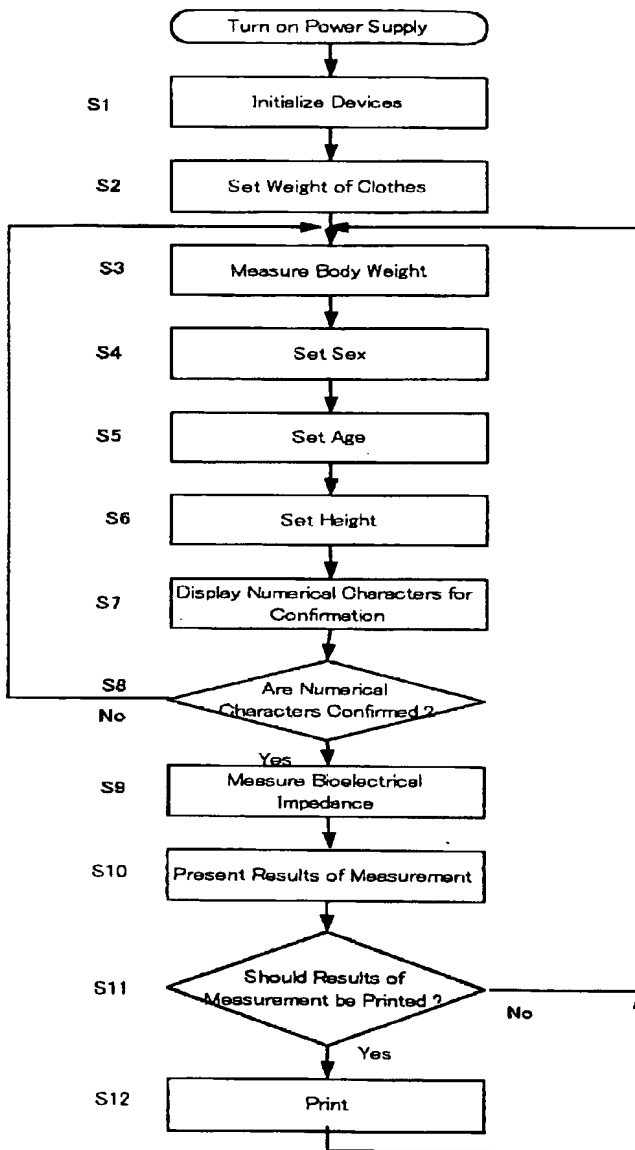 Turn on Power Supply
S1
Initialize Devices
S2
Set Weight of Clothes
S3
Measure Body Weight
S4
Set Sex
S5
Set Age
S6
Set Height
S7
Display Numerical Characters for
Confirmation
S8
Are Numerical
Characters Confirmed ?
No
Yes
S9
Measure Bioelectrical
Impedance
S10
Present Results of Measurement
S11
Should Results of
Measurement be Printed ?
No
Yes
S12
Print